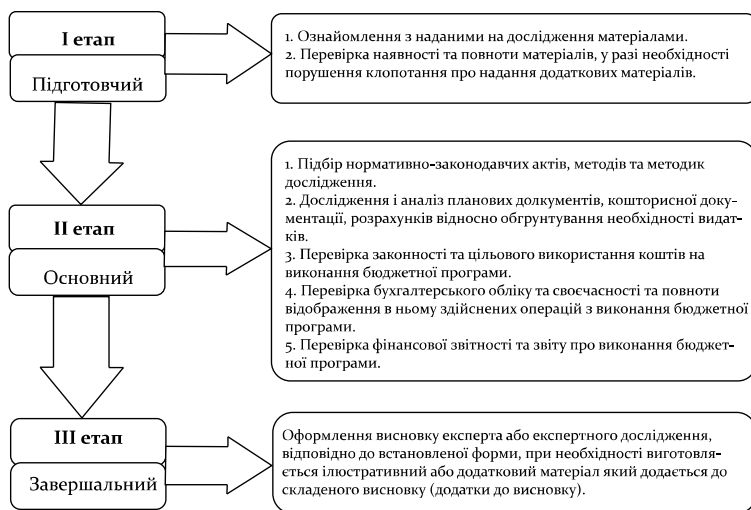 I етап
Підготовчий
1. Ознайомлення з наданими на дослідження матеріалами.
2. Перевірка наявності та повноти матеріалів, у разі необхідності
порушення клопотання про надання додаткових матеріалів.
II етап
Основний
1. Підбір нормативно-законодавчих актів, методів та методик
дослідження.
2. Дослідження і аналіз планових долкументів, кошторисної доку-
ментації, розрахунків відносно обгрунтування необхідності видат-
ків.
3. Перевірка законності та цільового використання коштів на
виконання бюджетної програми.
4. Перевірка бухгалтерського обліку та своєчасності та повноти
відображення в ньому здійснених операцій з виконання бюджетної
програми.
5. Перевірка фінансової звітності та звіту про виконання бюджет-
ної програми.
III етап
Завершальний
Оформлення висновку експерта або експертного дослідження,
відповідно до встановленої форми, при необхідності виготовля-
ється ілюстративний або додатковий матеріал який додається до
складеного висновку (додатки до висновку).